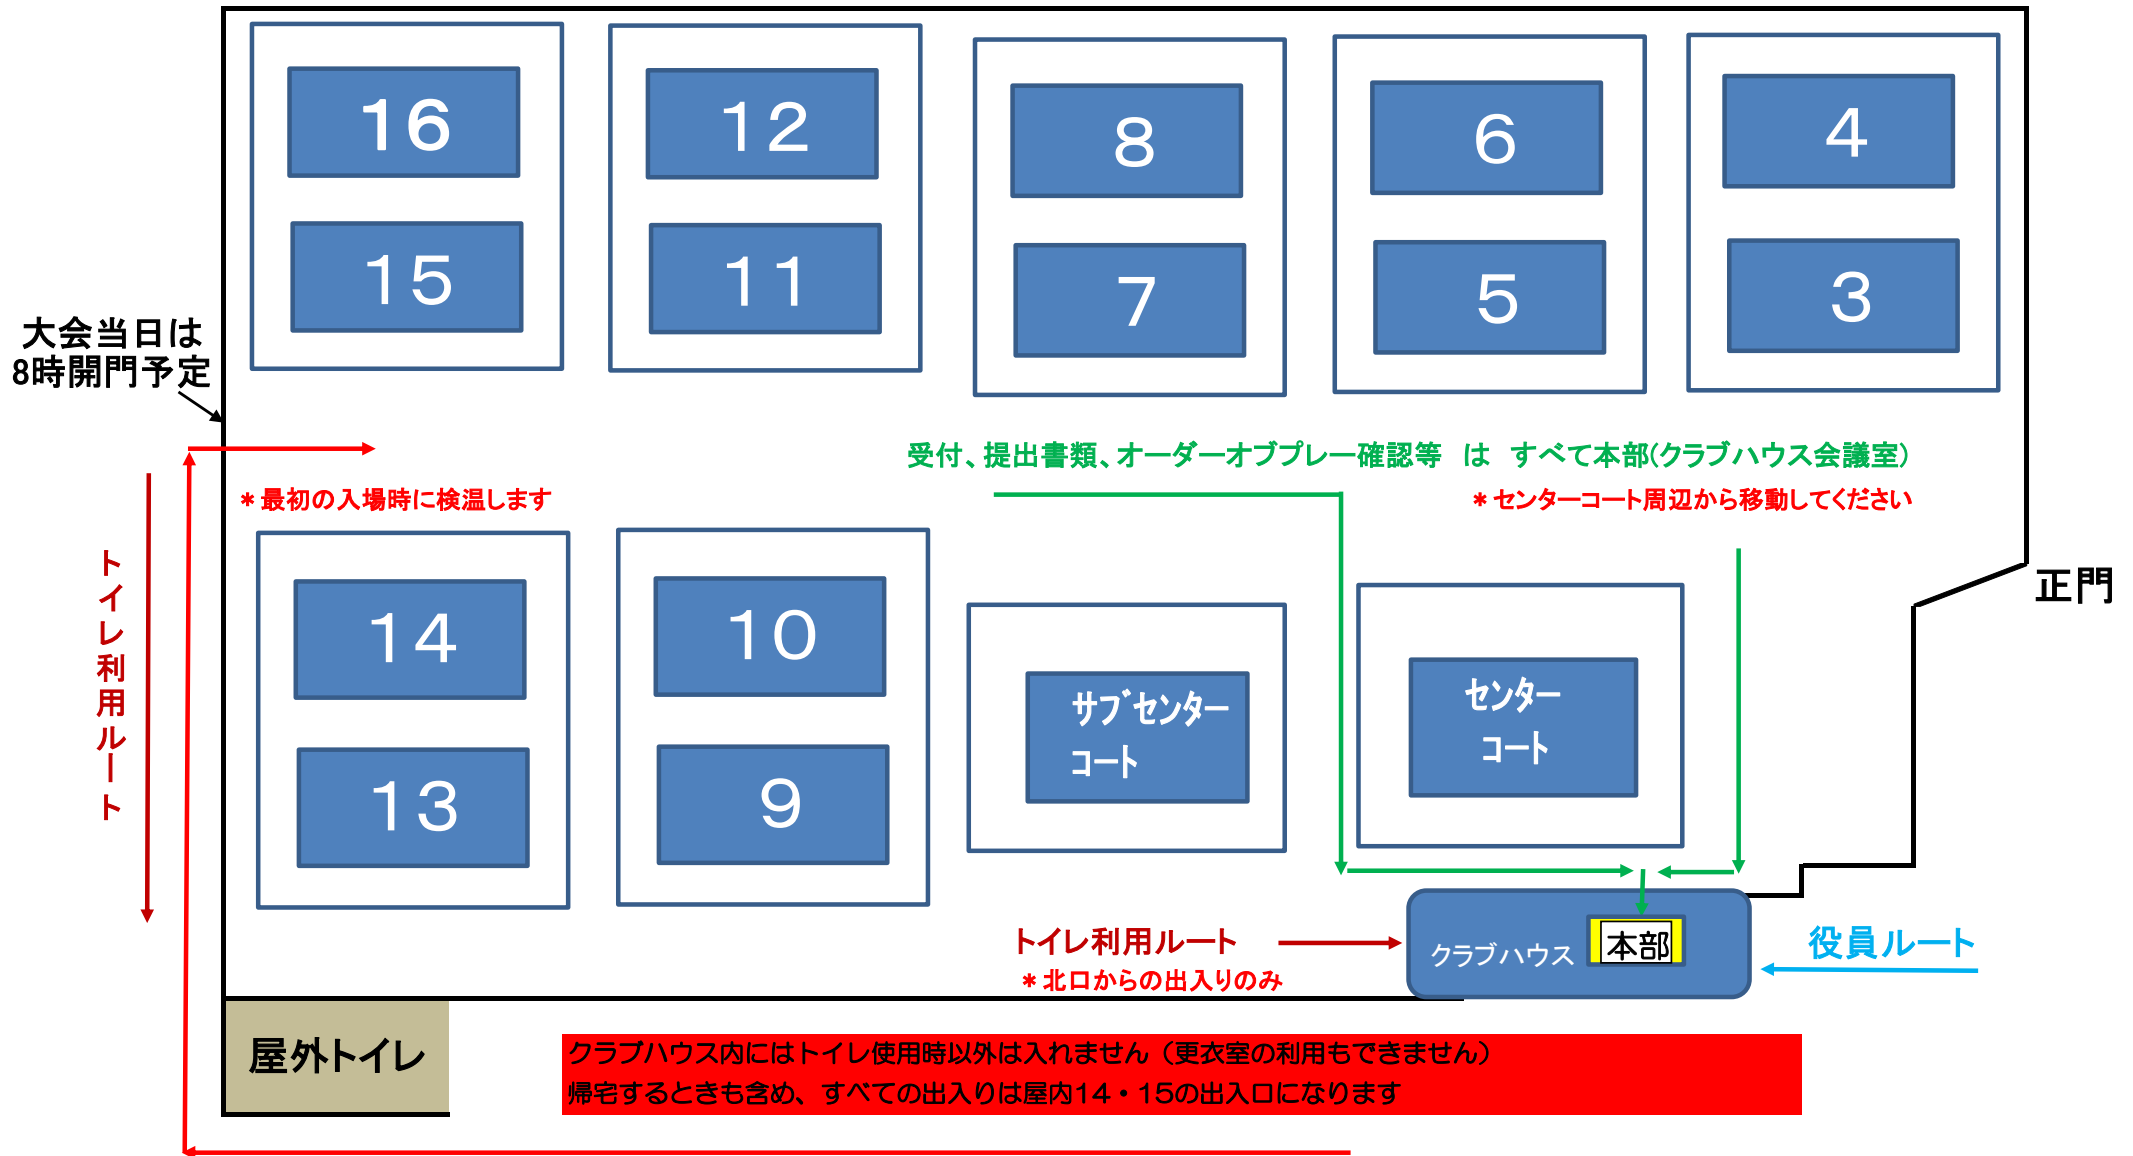 16
12
8
6
4
15
11
7
5
3
大会当日は
8時開門予定
受付、提出書類、オーダーオブプレー確認等　は　すべて本部(クラブハウス会議室)
＊最初の入場時に検温します
＊センターコート周辺から移動してください
トイレ利用ルート
正門
14
10
サブセンター
コート
センター
コート
13
9
トイレ利用ルート
＊北口からの出入りのみ
クラブハウス
本部
役員ルート
屋外トイレ
クラブハウス内にはトイレ使用時以外は入れません（更衣室の利用もできません）
帰宅するときも含め、すべての出入りは屋内14・15の出入口になります